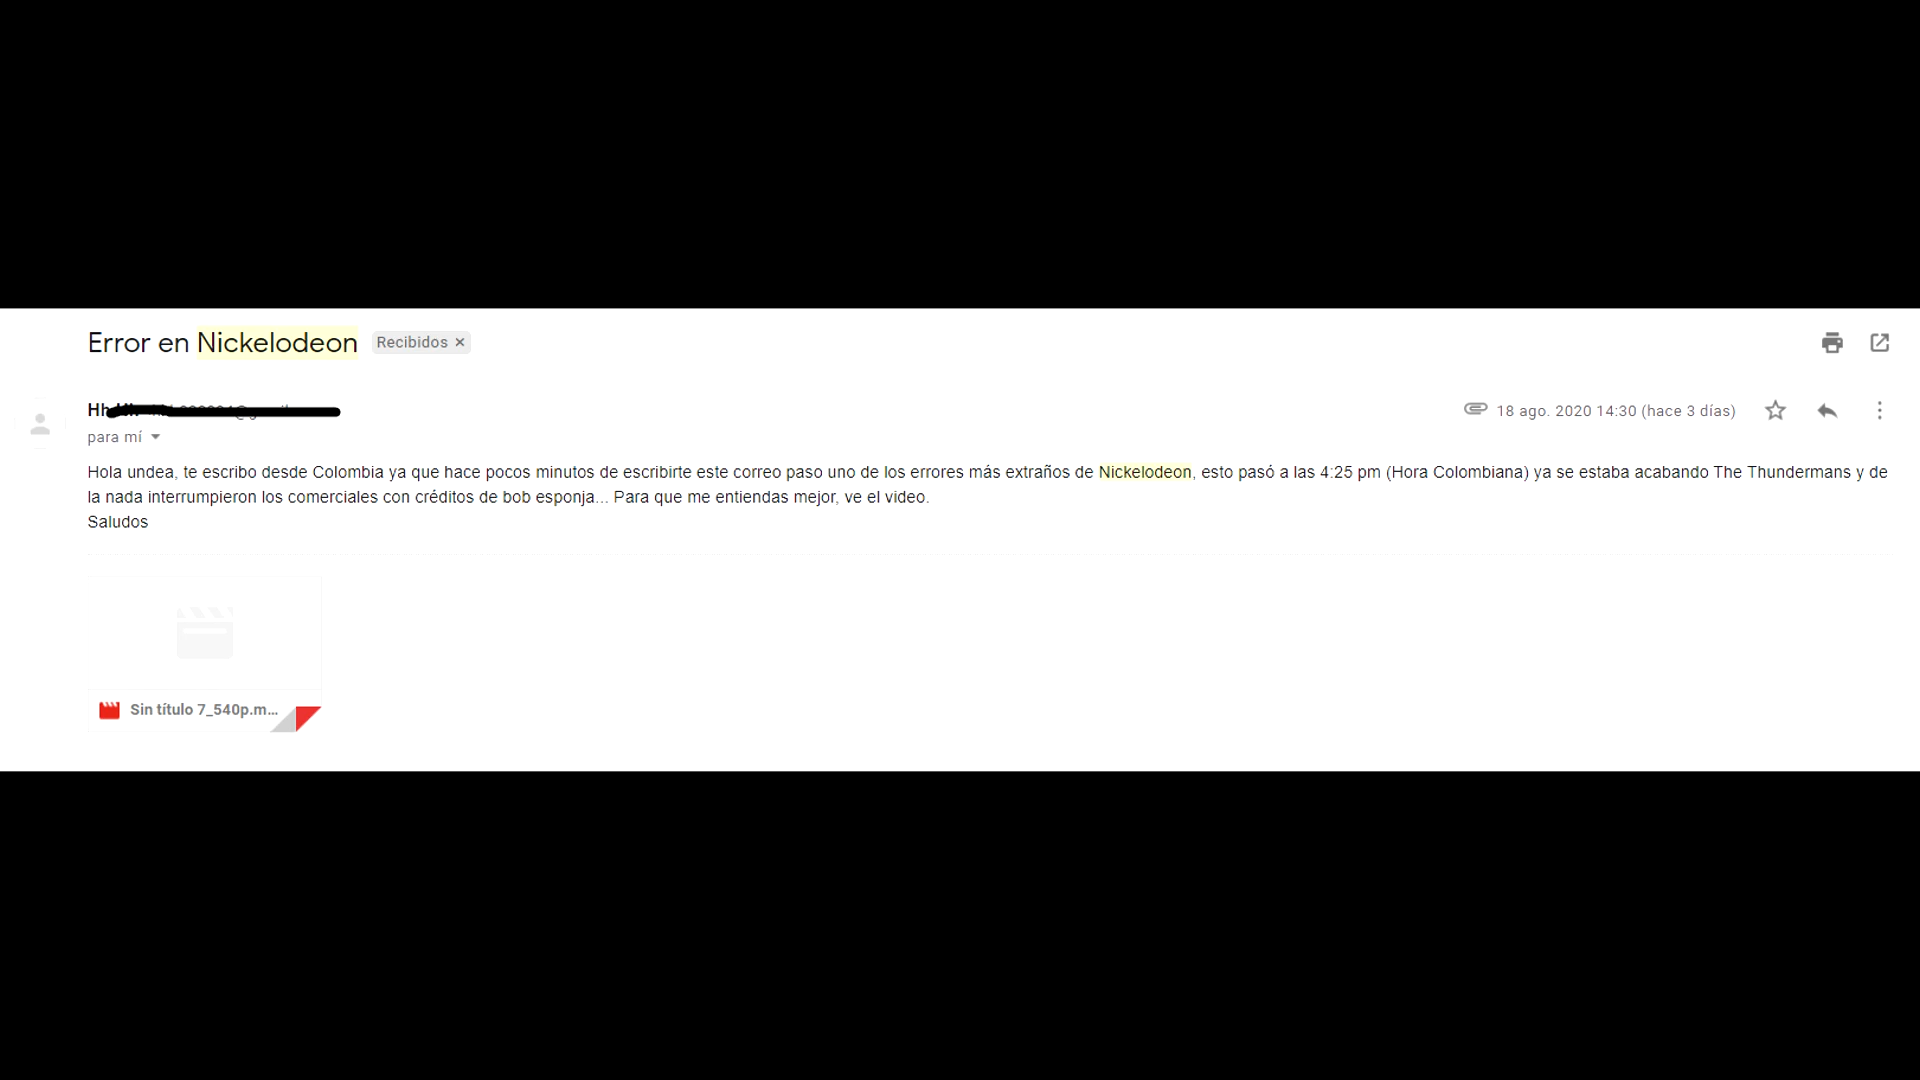 Error en Nickelodeon Recibidos ×
18 ago. 2020 14:30 (hace 3 días)
para mí
Hola undea, te escribo desde Colombia ya que hace pocos minutos de escribirte este correo paso uno de los errores más extraños de Nickelodeon, esto pasó a las 4:25 pm (Hora Colombiana) ya se estaba acabando The Thundermans y de
la nada interrumpieron los comerciales con créditos de bob esponja... Para que me entiendas mejor, ve el video.
Saludos
Sin título 7_540p.m...